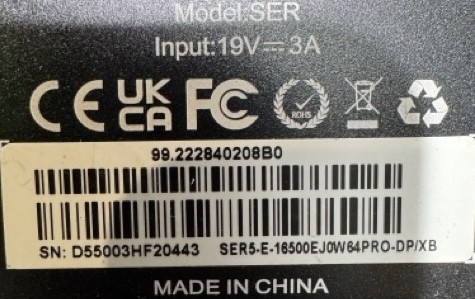 Model:SER
Input:19V⎓3A
CE UK CA FC ROHS
99.222840208B0
SN: D55003HF20443 SER5-E-16500EJ0W64PRO-DP/XB
MADE IN CHINA